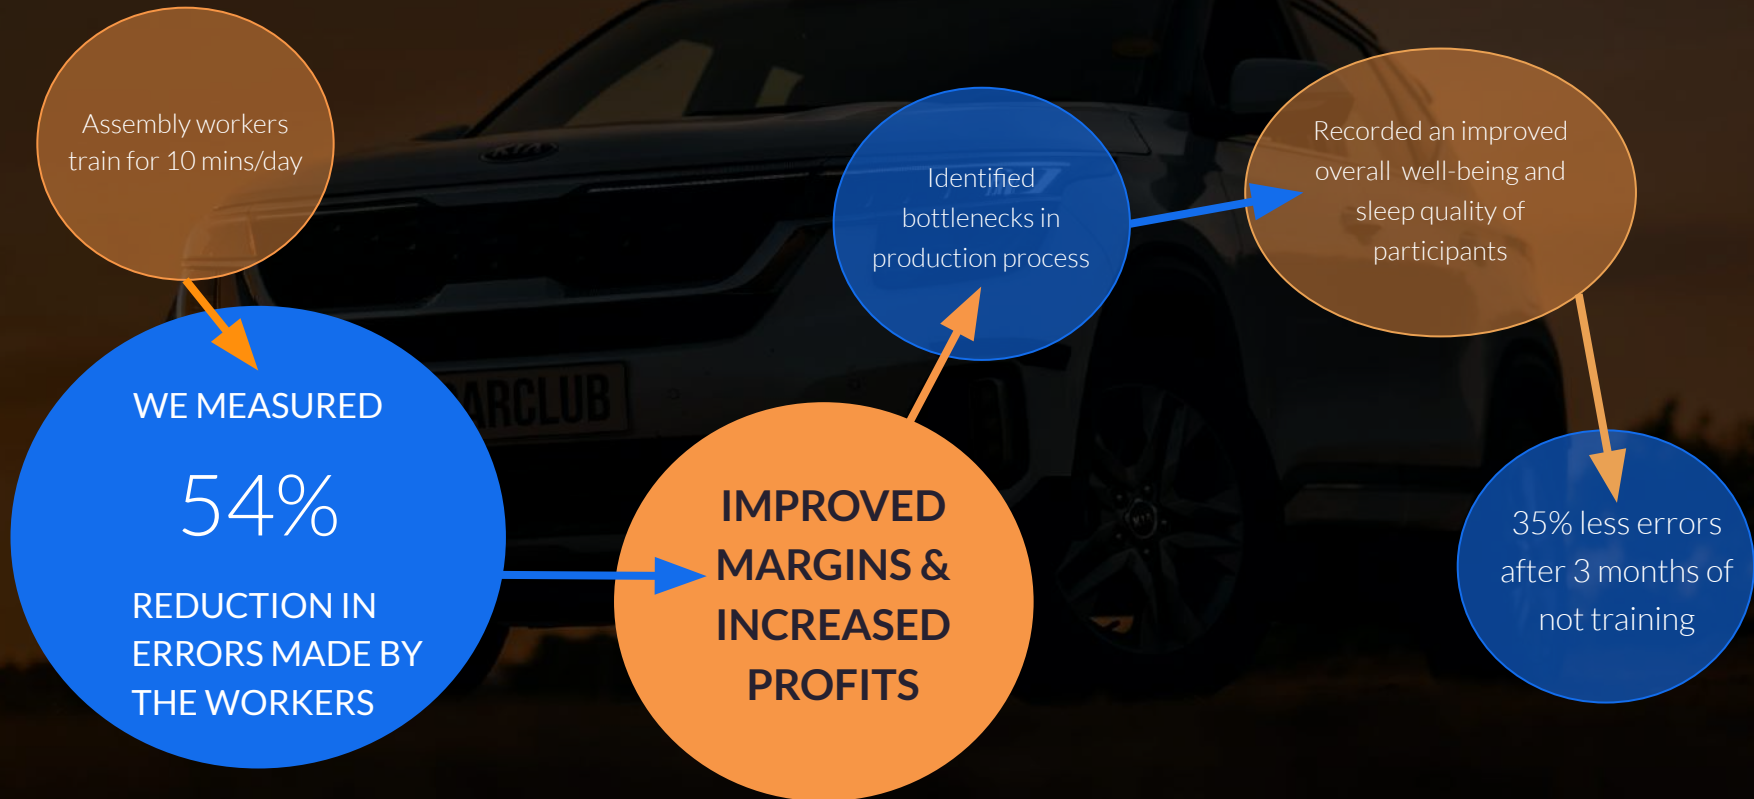 Assembly workers
train for 10 mins/day
WE MEASURED
54%
REDUCTION IN
ERRORS MADE BY
THE WORKERS
IMPROVED
MARGINS &
INCREASED
PROFITS
Identified
bottlenecks in
production process
Recorded an improved
overall well-being and
sleep quality of
participants
35% less errors
after 3 months of
not training
KIA
ARCLUB